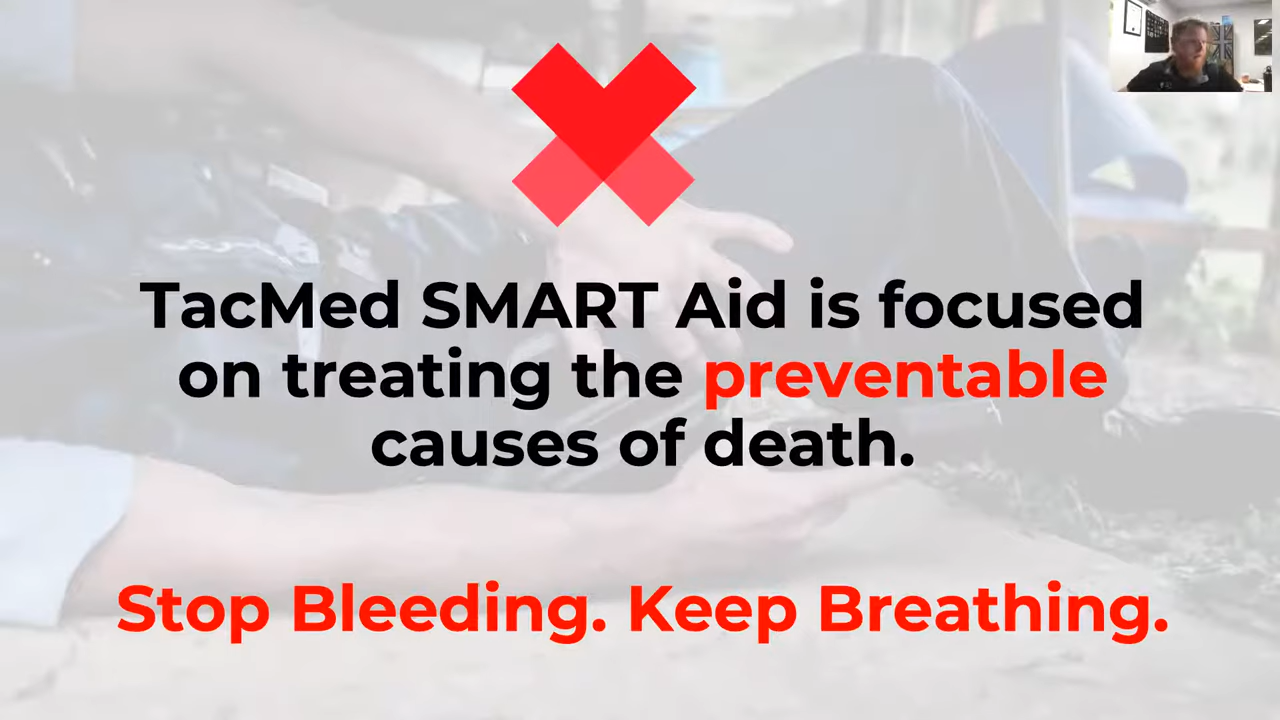 TacMed SMART Aid is focused
on treating the preventable
causes of death.
Stop Bleeding. Keep Breathing.